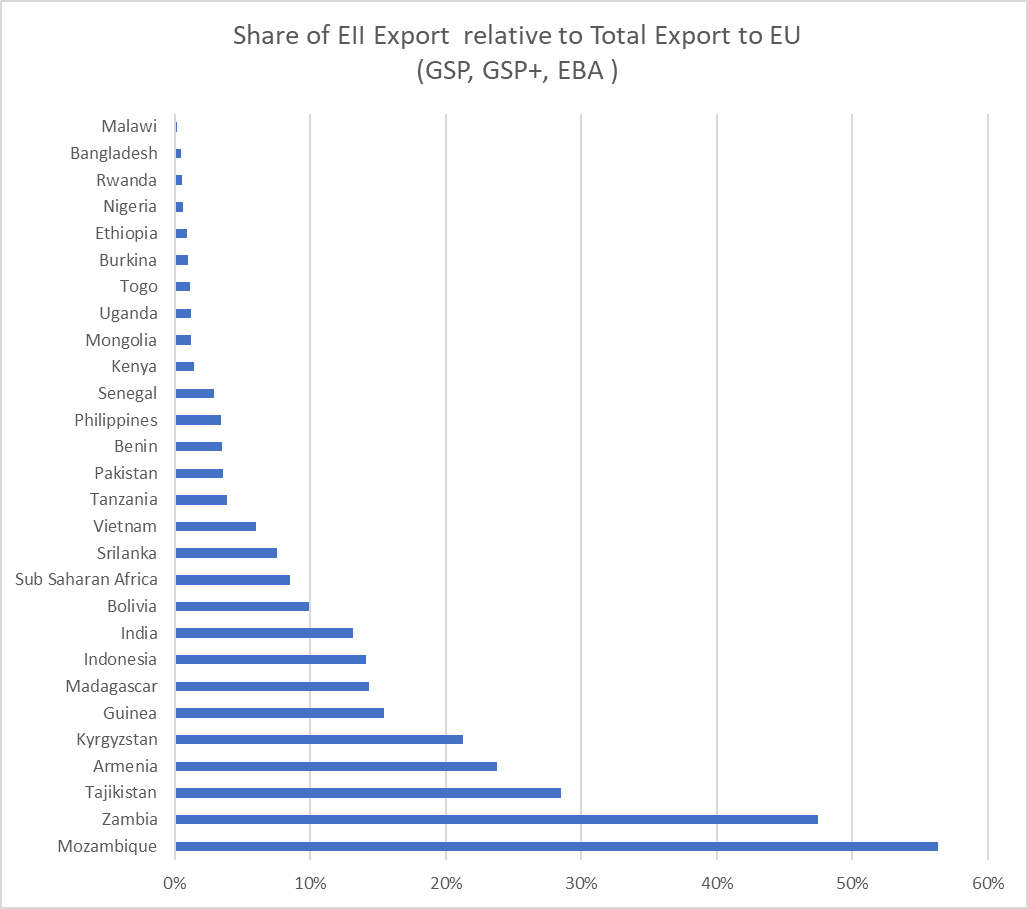 Share of EII Export  relative to Total Export to EU
(GSP, GSP+, EBA )
Malawi
Bangladesh
Rwanda
Nigeria
Ethiopia
Burkina
Togo
Uganda
Mongolia
Kenya
Senegal
Philippines
Benin
Pakistan
Tanzania
Vietnam
Srilanka
Sub Saharan Africa
Bolivia
India
Indonesia
Madagascar
Guinea
Kyrgyzstan
Armenia
Tajikistan
Zambia
Mozambique
0% 10% 20% 30% 40% 50% 60%